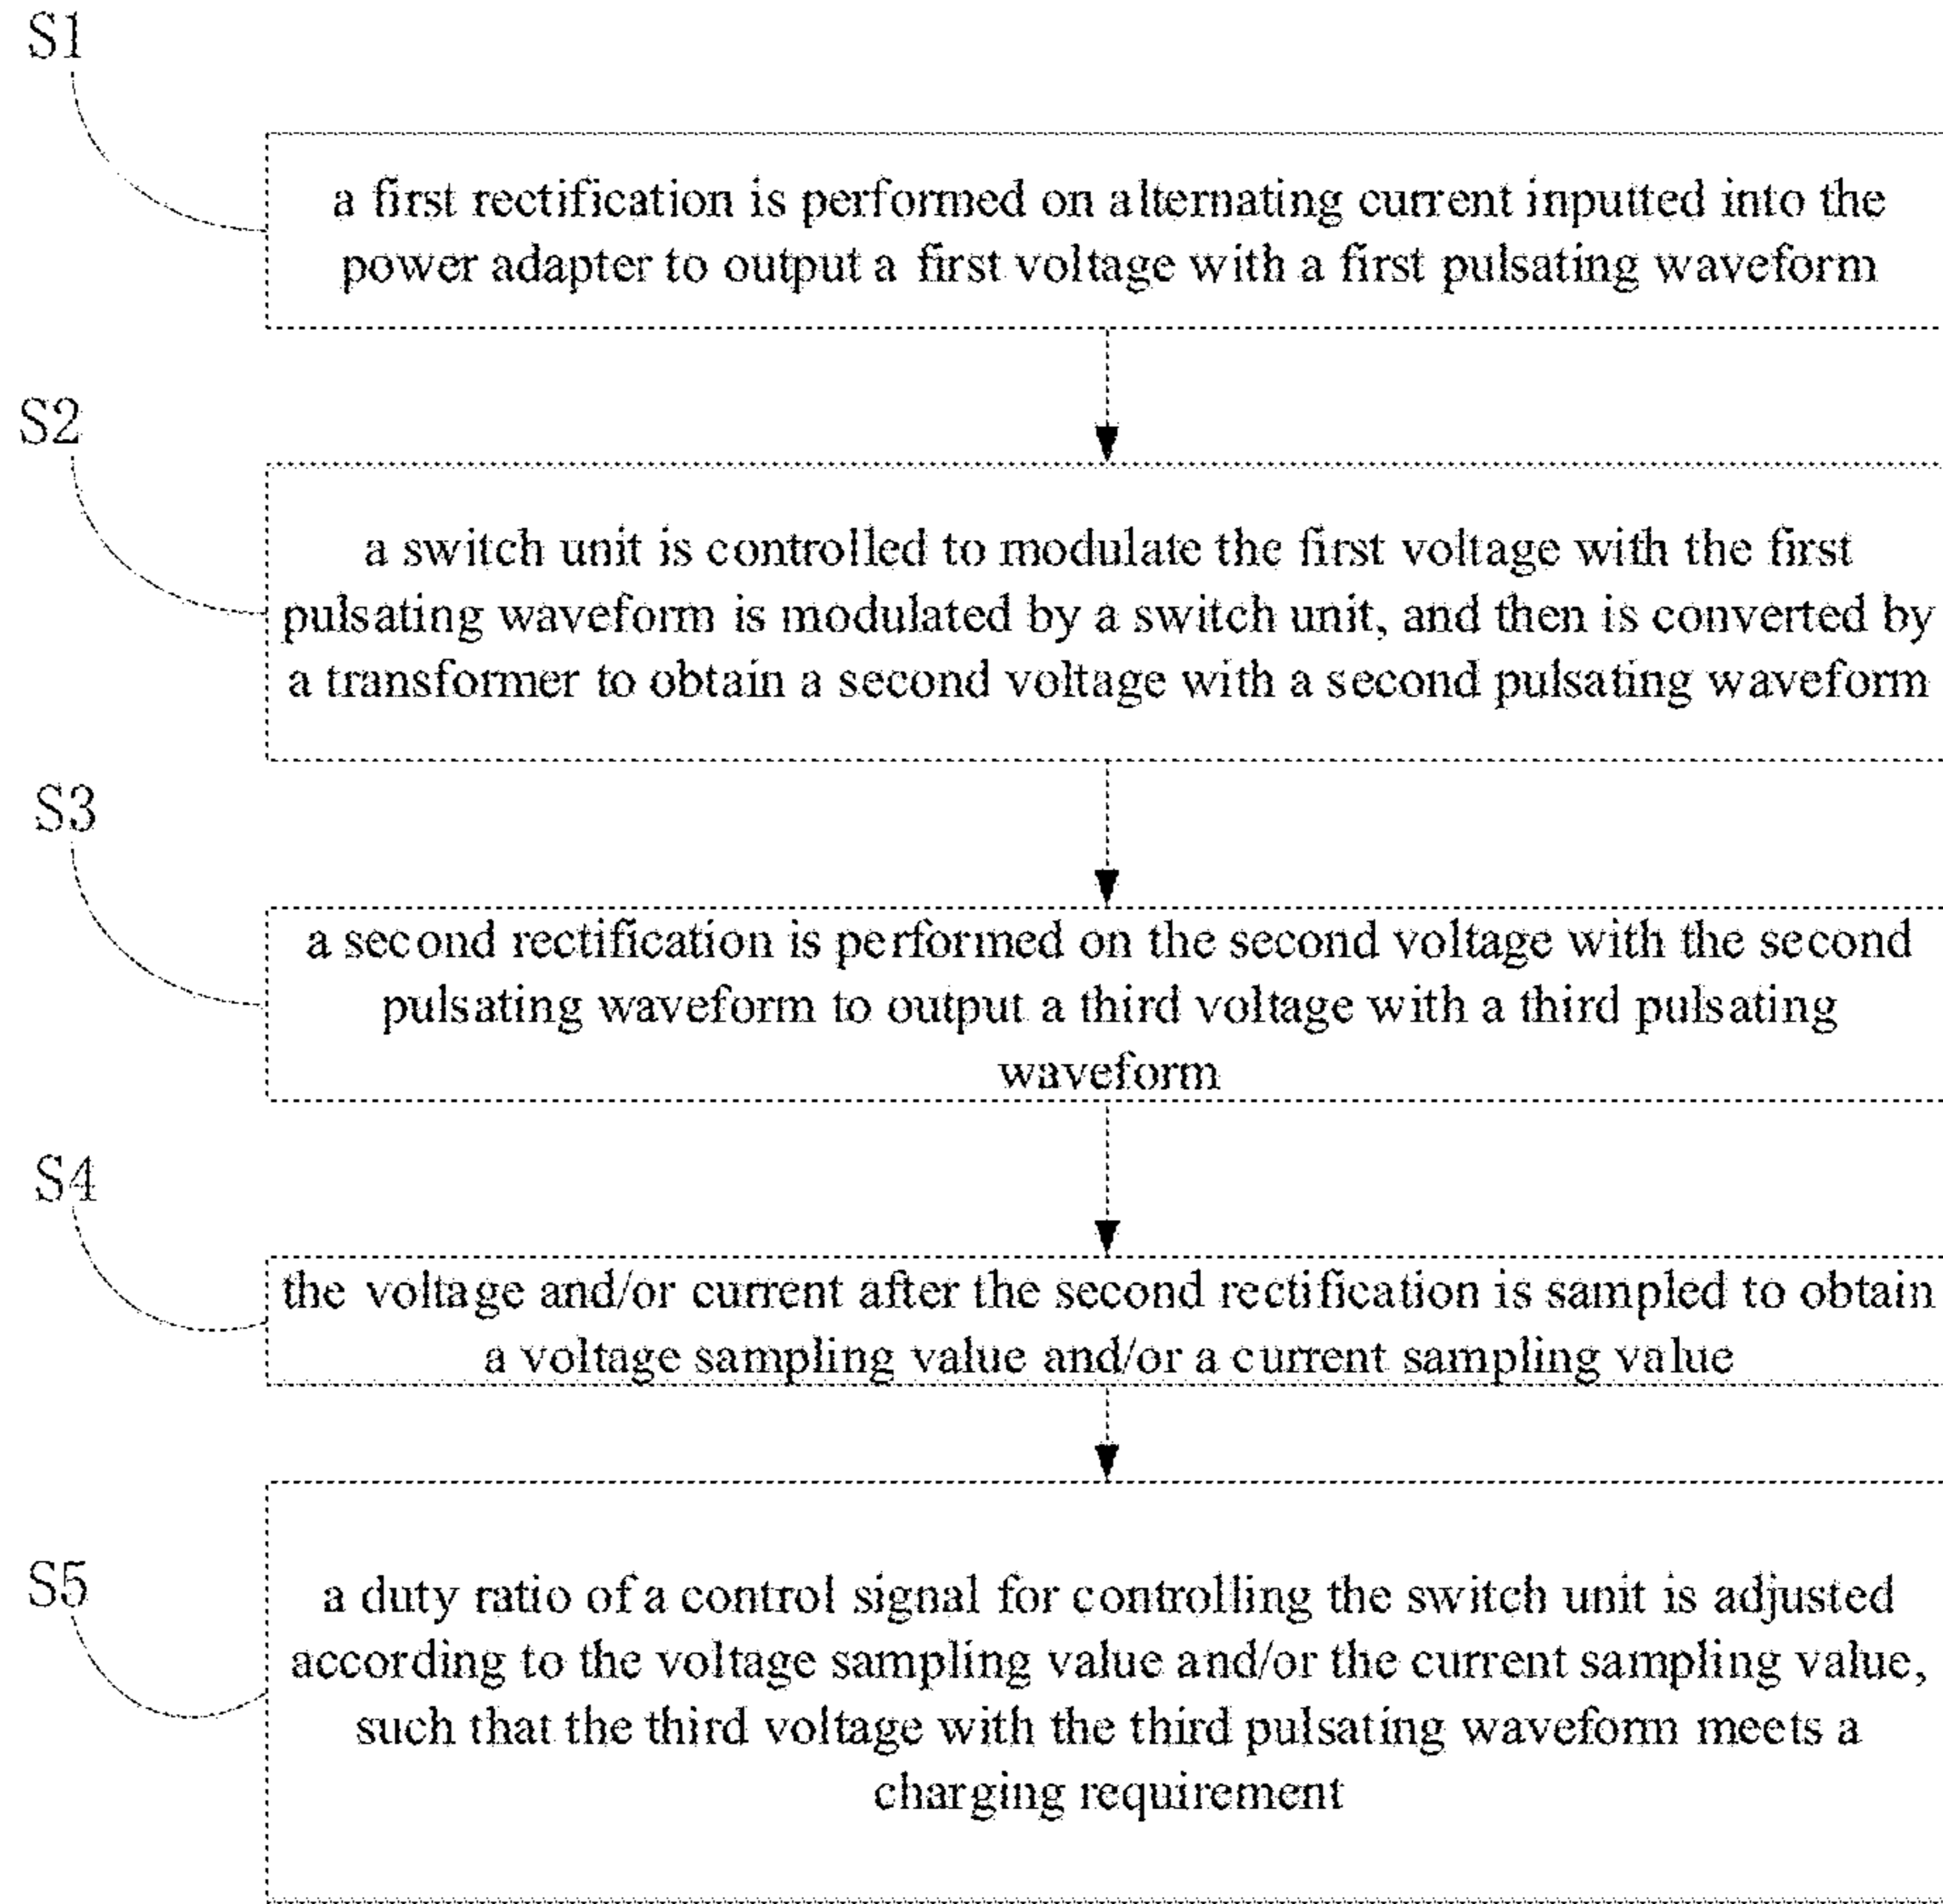 S1
a first rectification is performed on alternating current inputted into the
power adapter to output a first voltage with a first pulsating waveform
S2
a switch unit is controlled to modulate the first voltage with the first
pulsating waveform is modulated by a switch unit, and then is converted by
a transformer to obtain a second voltage with a second pulsating waveform
S3
a second rectification is performed on the second voltage with the second
pulsating waveform to output a third voltage with a third pulsating
waveform
S4
the voltage and/or current after the second rectification is sampled to obtain
a voltage sampling value and/or a current sampling value
S5
a duty ratio of a control signal for controlling the switch unit is adjusted
according to the voltage sampling value and/or the current sampling value,
such that the third voltage with the third pulsating waveform meets a
charging requirement